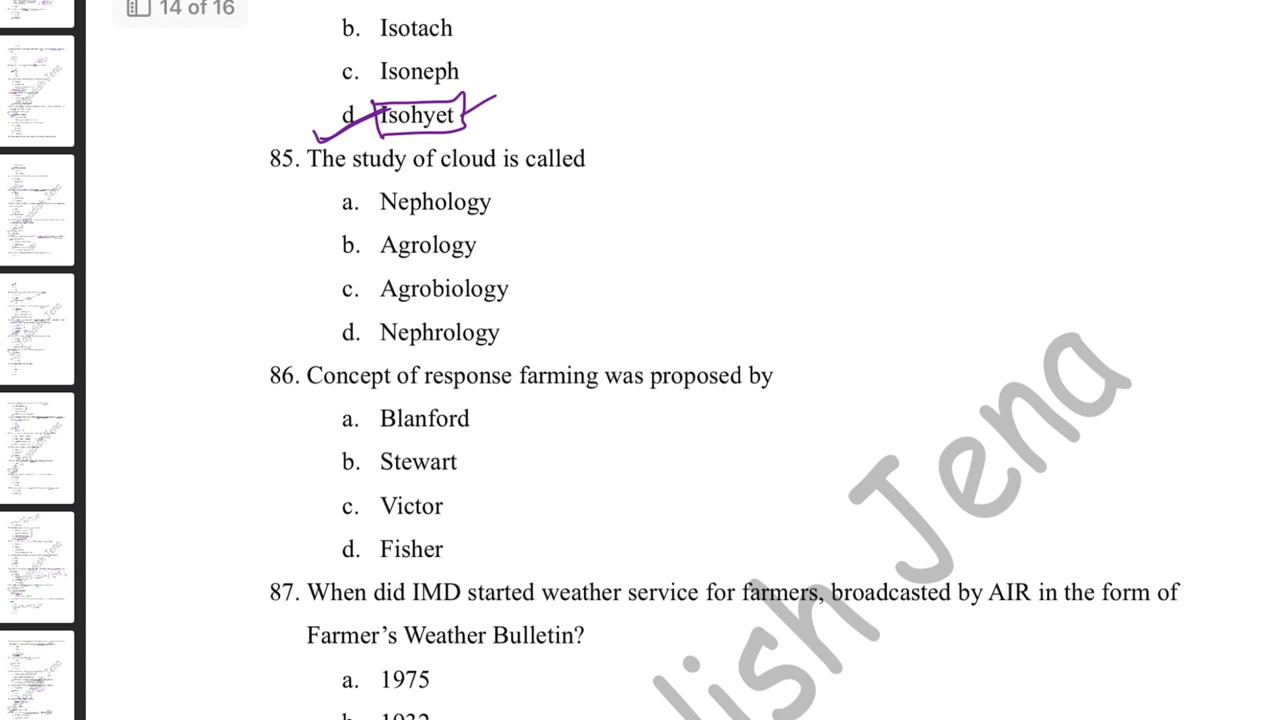 14 of 16
b. Isotach
c. Isoneph
d. Isohyet
85. The study of cloud is called
a. Nephology
b. Agrology
c. Agrobiology
d. Nephrology
86. Concept of response farming was proposed by
a. Blanford
b. Stewart
c. Victor
d. Fisher
87. When did IMD started weather service for farmers, broadcasted by AIR in the form of
Farmer’s Weather Bulletin?
a. 1975
lish Jena